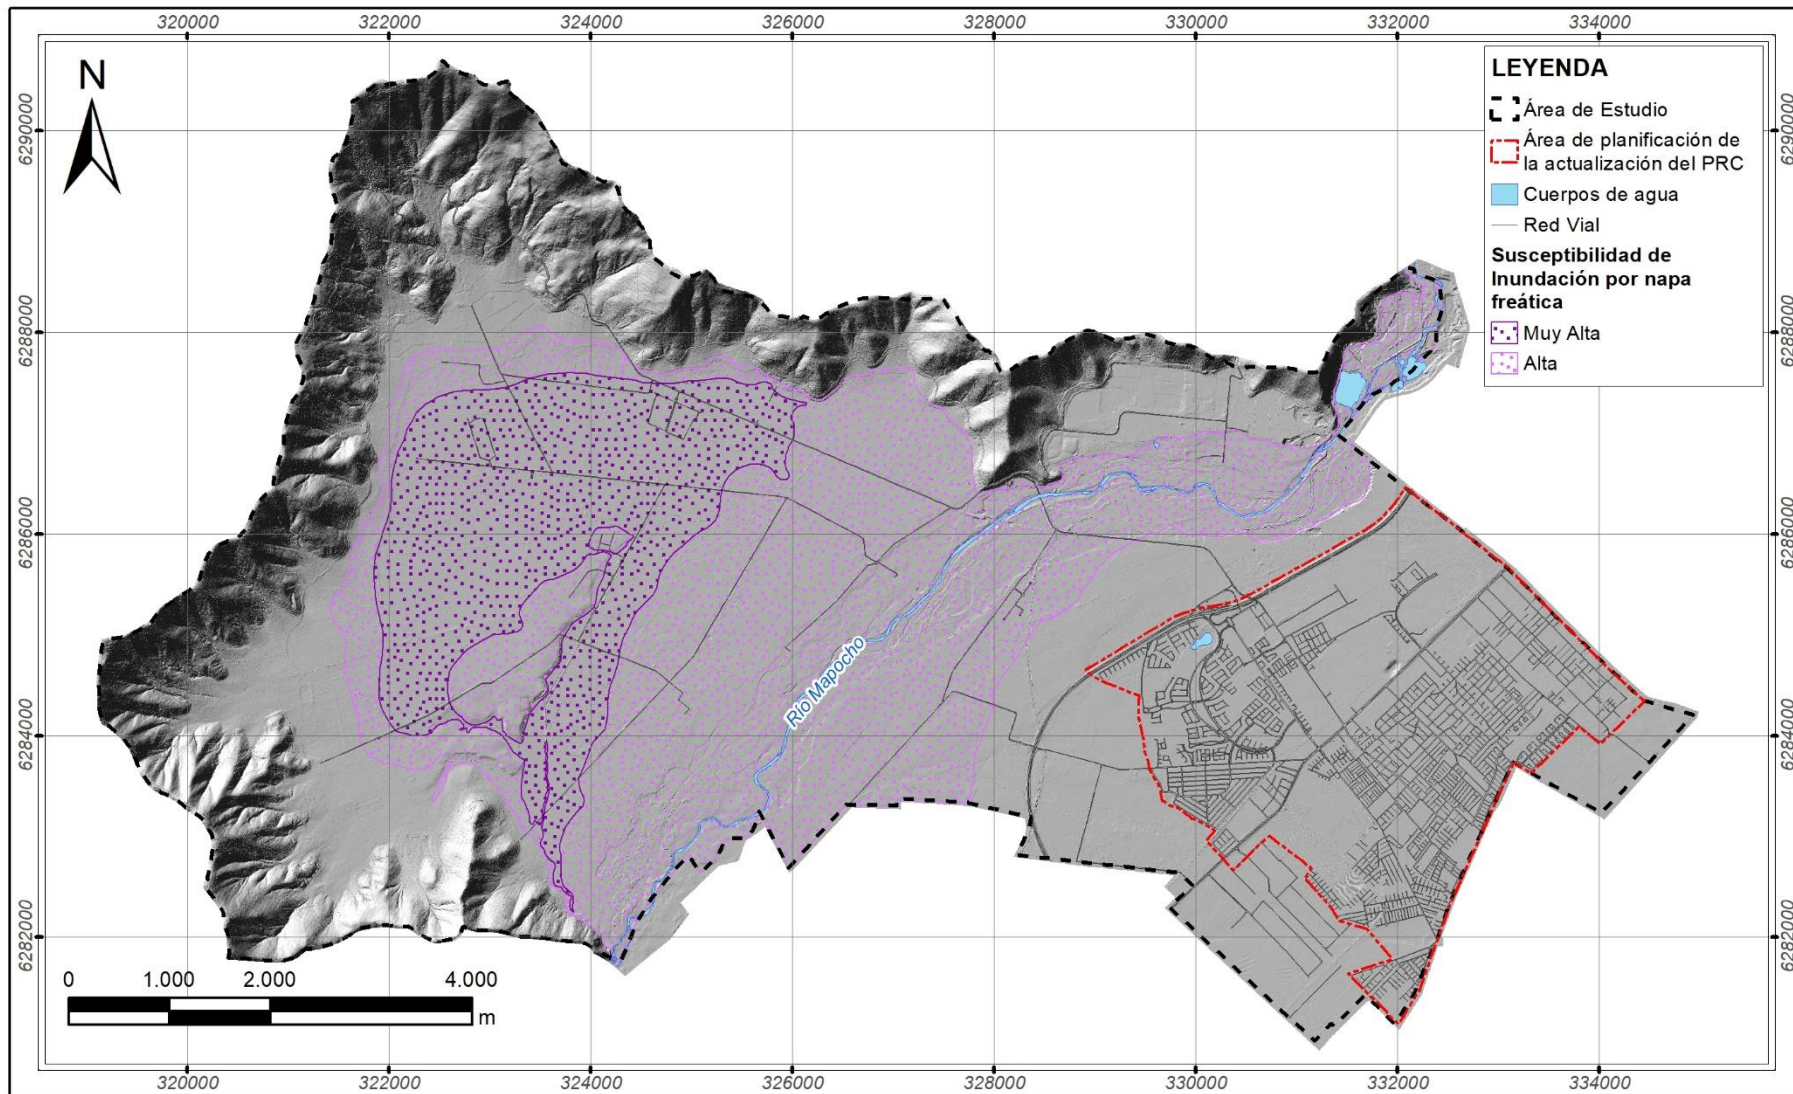 320000 322000 324000 326000 328000 330000 332000 334000
N
LEYENDA
Área de Estudio
Área de planificación de
la actualización del PRC
Cuerpos de agua
Red Vial
Susceptibilidad de
Inundación por napa
freática
Muy Alta
Alta
6290000 6290000
6288000 6288000
6286000 6286000
6284000 6284000
6282000 6282000
Río Mapocho
0 1.000 2.000 4.000
m
320000 322000 324000 326000 328000 330000 332000 334000